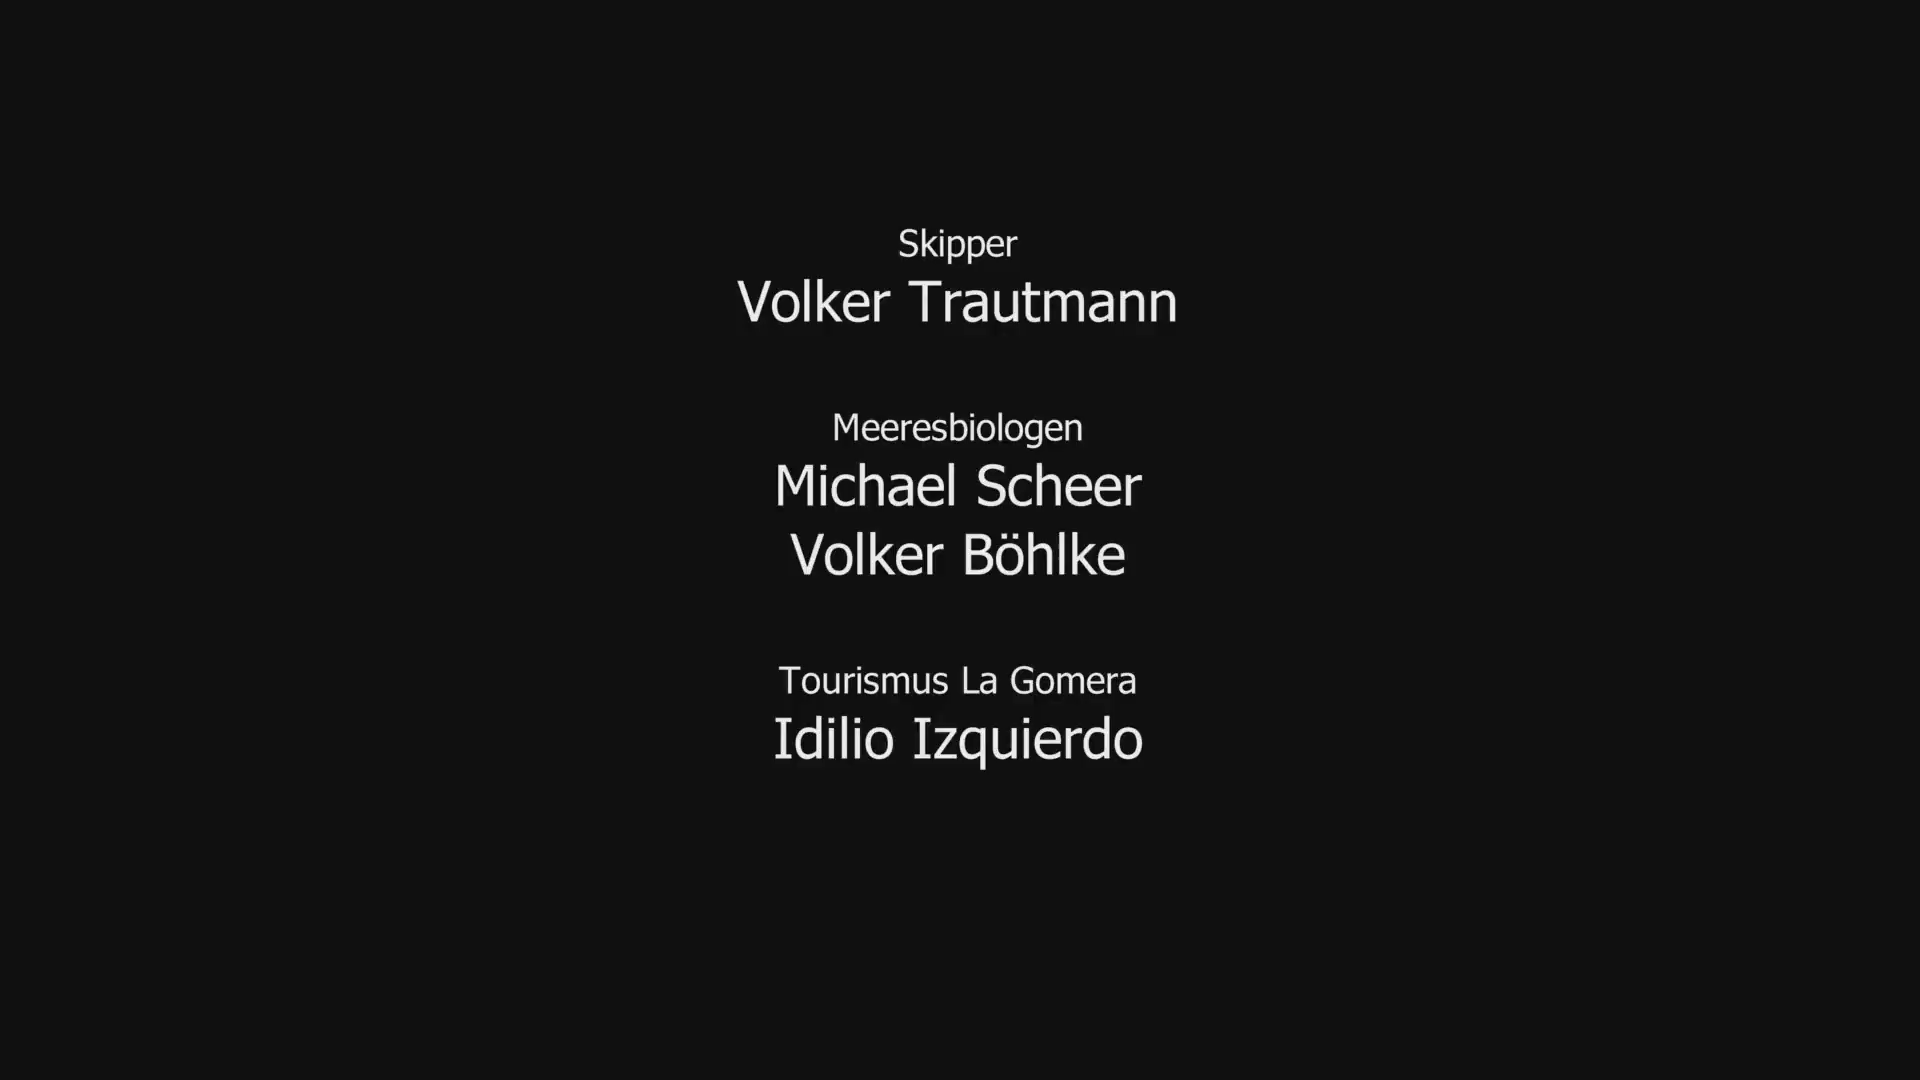 Skipper
Volker Trautmann
Meeresbiologen
Michael Scheer
Volker Böhlke
Tourismus La Gomera
Idilio Izquierdo